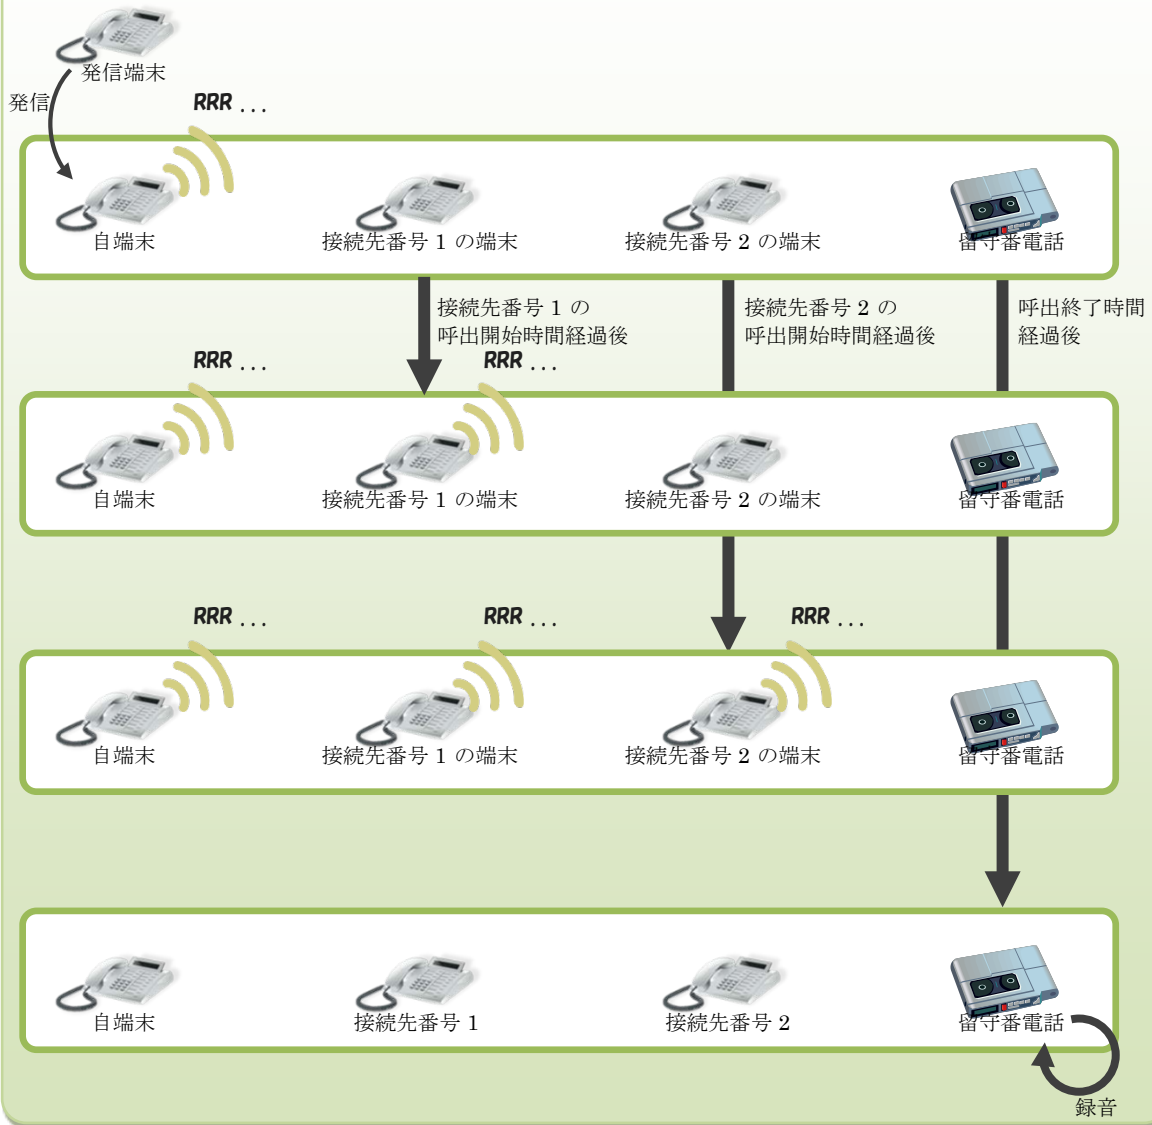 発信端末
発信
RRR ...
自端末
接続先番号 1 の端末
接続先番号 2 の端末
留守番電話
接続先番号 1 の
呼出開始時間経過後
接続先番号 2 の
呼出開始時間経過後
呼出終了時間
経過後
RRR ...
RRR ...
自端末
接続先番号 1 の端末
接続先番号 2 の端末
留守番電話
RRR ...
RRR ...
RRR ...
自端末
接続先番号 1 の端末
接続先番号 2 の端末
留守番電話
自端末
接続先番号 1
接続先番号 2
留守番電話
録音